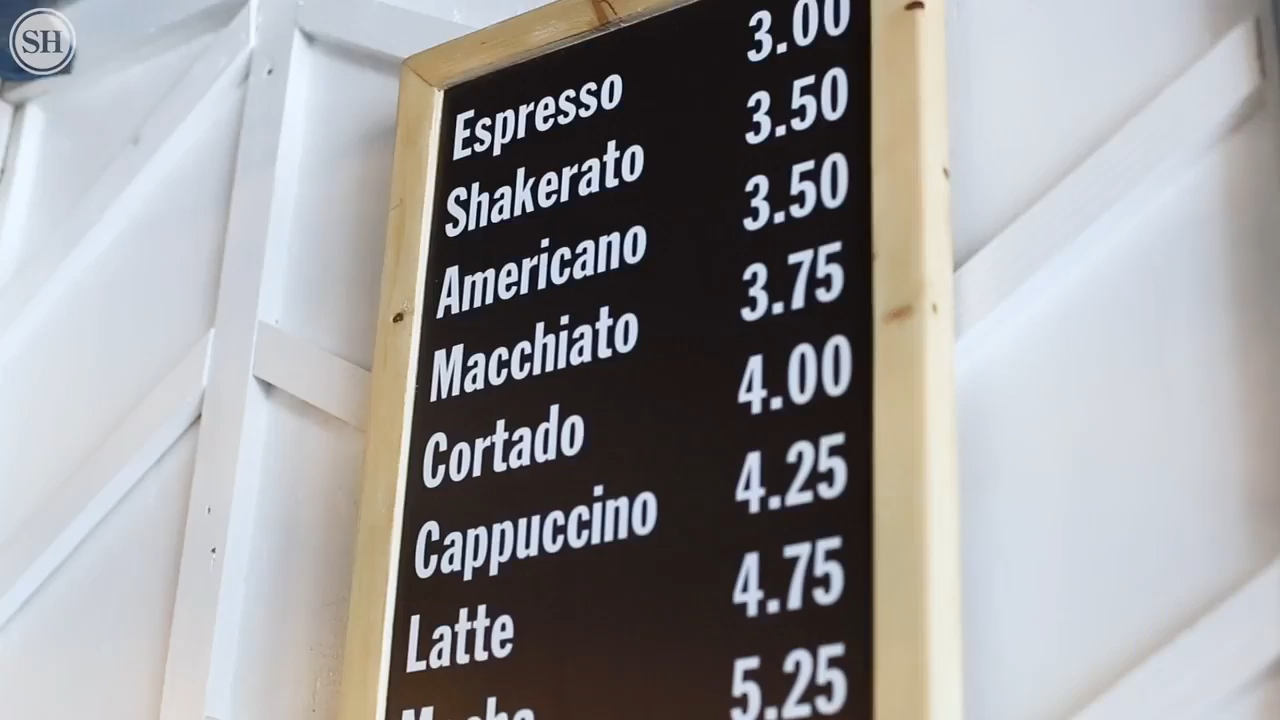 SH
Espresso 3.00
Shakerato 3.50
Americano 3.50
Macchiato 3.75
Cortado 4.00
Cappuccino 4.25
Latte 4.75
Mocha 5.25